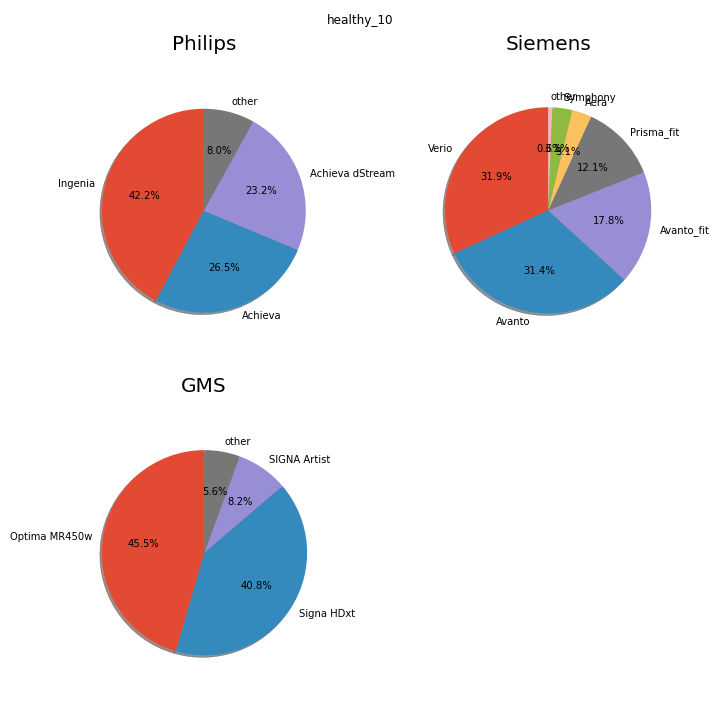 healthy_10
Philips
Siemens
other
Ingenia
Achieva dStream
Achieva
8.0%
42.2%
23.2%
26.5%
other
Symphony
Aera
Verio
Prisma_fit
Avanto_fit
Avanto
3.1%
31.9%
12.1%
17.8%
31.4%
GMS
other
SIGNA Artist
Optima MR450w
Signa HDxt
5.6%
8.2%
45.5%
40.8%